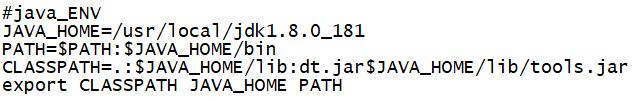 #java_ENV
JAVA_HOME=/usr/local/jdk1.8.0_181
PATH=$PATH:$JAVA_HOME/bin
CLASSPATH=.:$JAVA_HOME/lib:dt.jar$JAVA_HOME/lib/tools.jar
export CLASSPATH JAVA_HOME PATH